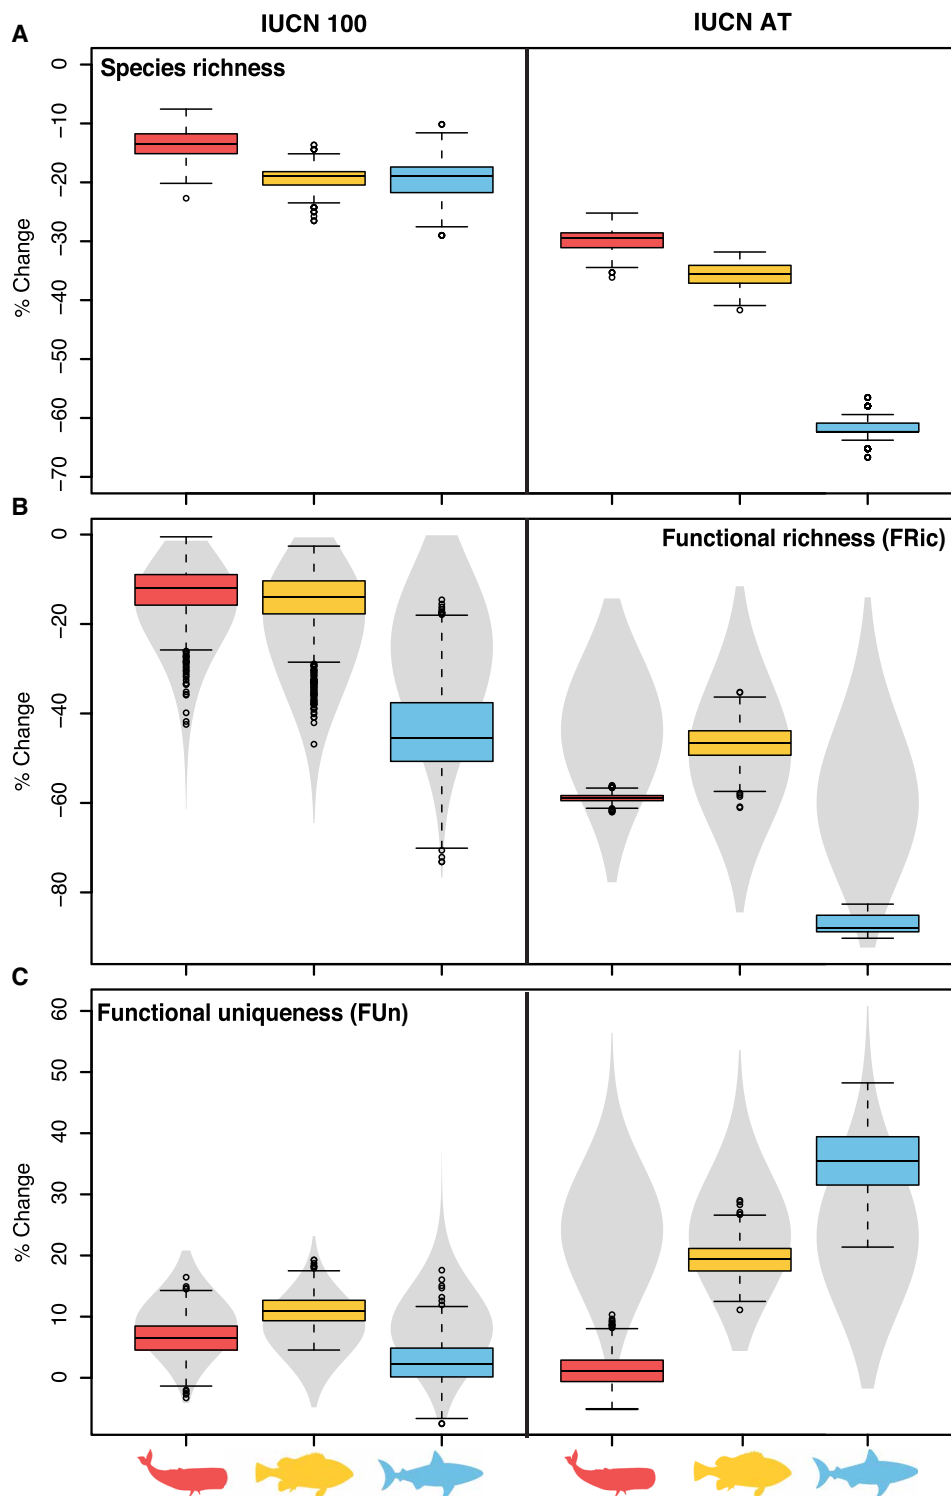 IUCN 100
IUCN AT
A
Species richness
0
−10
−20
−30
−40
−50
−60
−70
% Change
B
Functional richness (FRic)
0
−20
−40
−60
−80
% Change
C
Functional uniqueness (FUn)
60
50
40
30
20
10
0
% Change